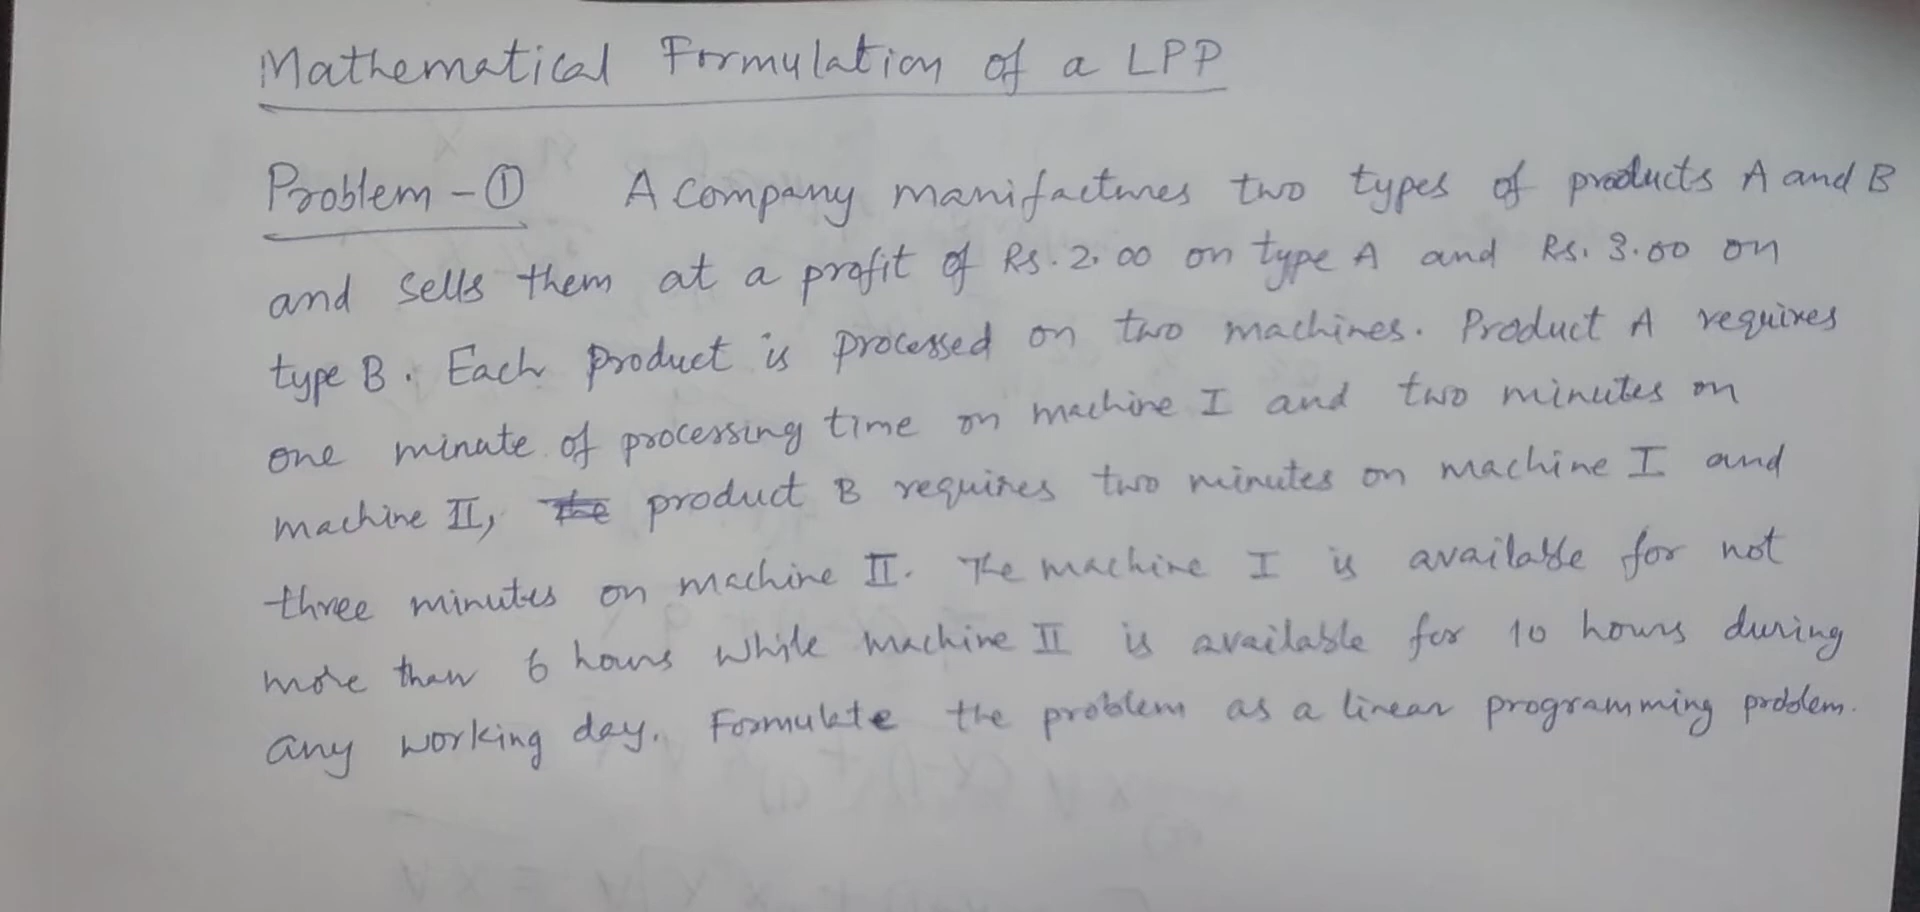 Mathematical Formulation of a LPP
Problem - ① A Company manifactures two types of products A and B
and sells them at a profit of Rs. 2.00 on type A and Rs. 3.00 on
type B. Each product is processed on two machines. Product A requires
one minute of processing time on machine I and two minutes on
machine II, the product B requires two minutes on machine I and
three minutes on machine II. The machine I is available for not
more than 6 hours while machine II is available for 10 hours during
any working day. Formulate the problem as a linear programming problem.